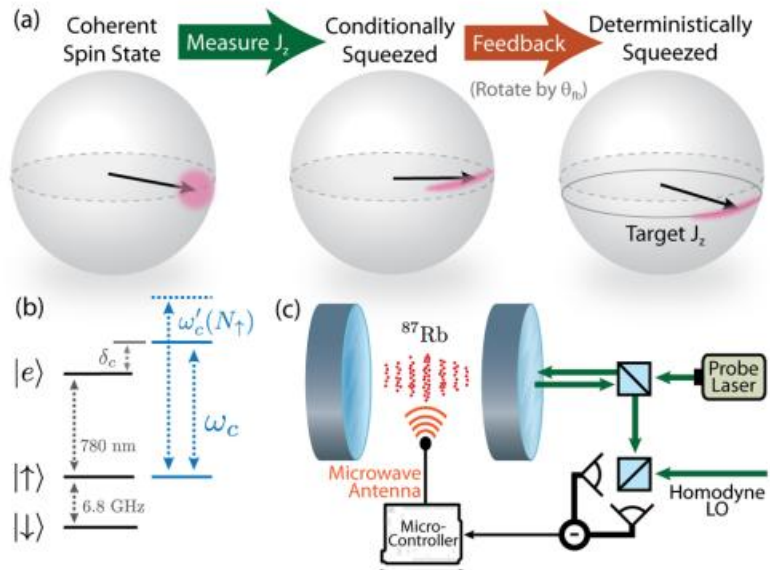 (a)
Coherent
Spin State
Measure J_z
Conditionally
Squeezed
Feedback
(Rotate by θ_fb)
Deterministically
Squeezed
Target J_z
(b)
ω′_c(N_↑)
δ_c
|e⟩
ω_c
780 nm
|↑⟩
6.8 GHz
|↓⟩
(c)
⁸⁷Rb
Probe
Laser
Microwave
Antenna
Homodyne
LO
Micro-
Controller